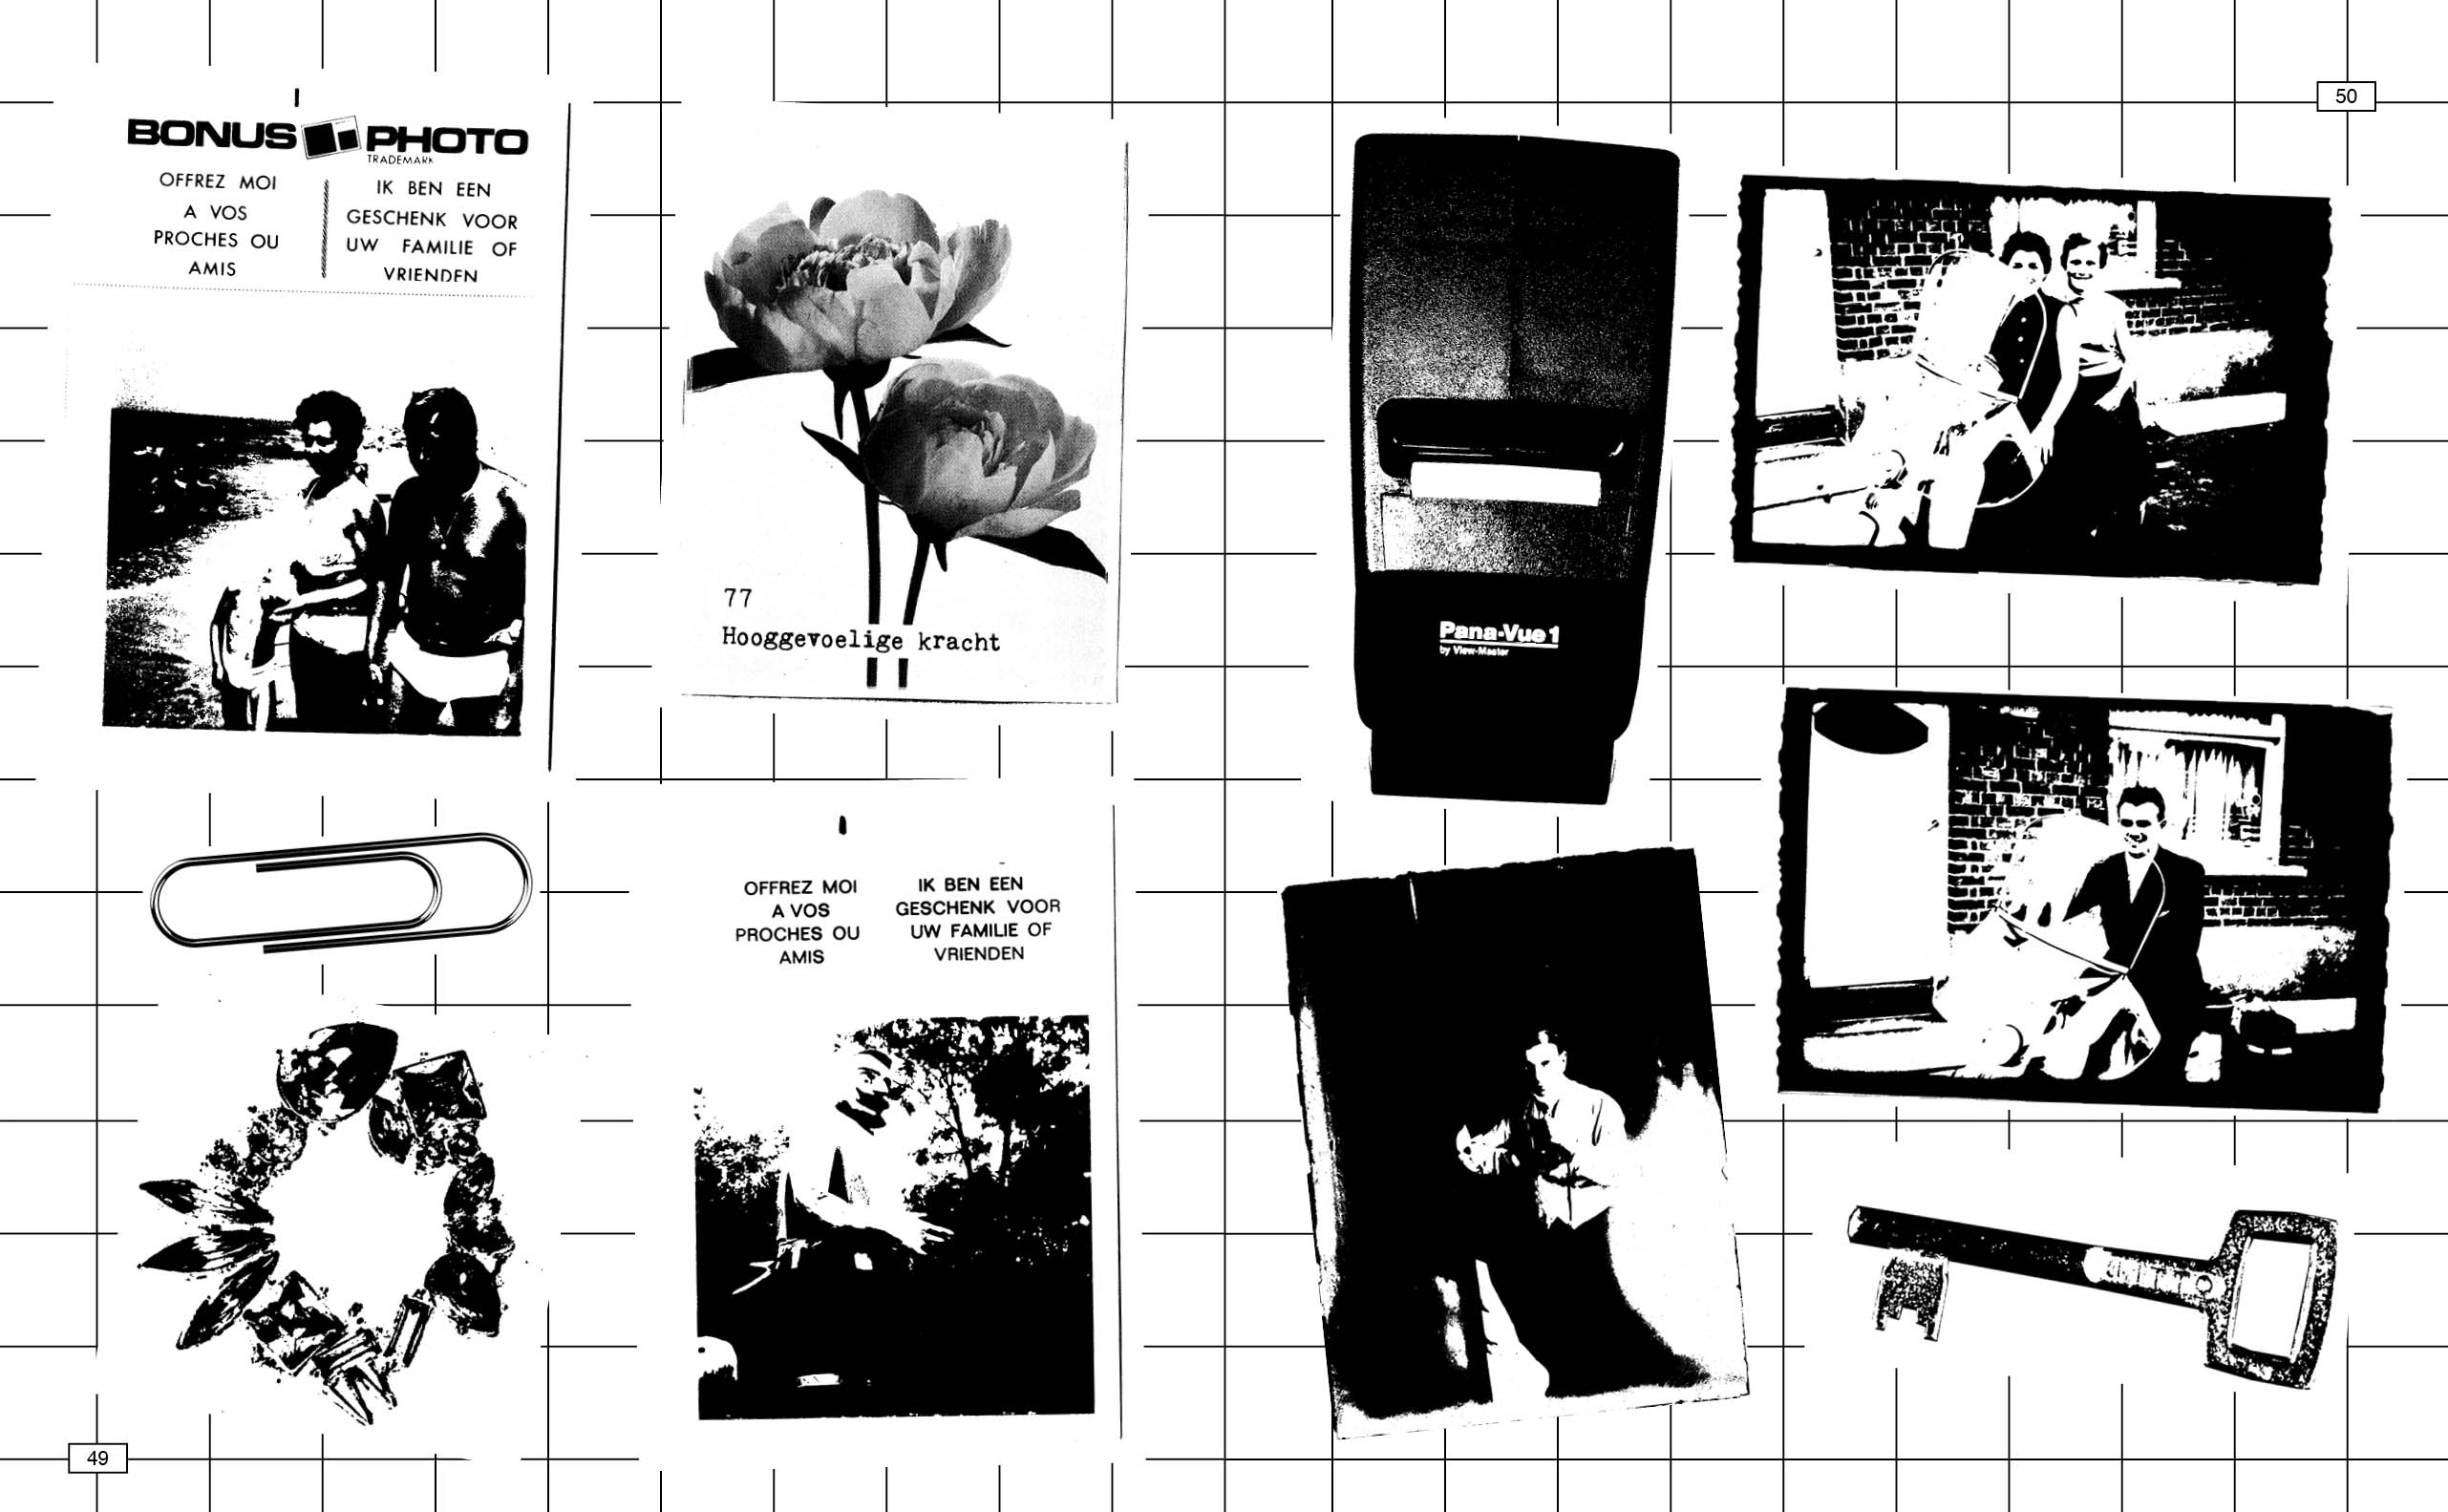 BONUS PHOTO
TRADEMARK
OFFREZ MOI
A VOS
PROCHES OU
AMIS
IK BEN EEN
GESCHENK VOOR
UW FAMILIE OF
VRIENDEN
77
Hooggevoelige kracht
OFFREZ MOI
A VOS
PROCHES OU
AMIS
IK BEN EEN
GESCHENK VOOR
UW FAMILIE OF
VRIENDEN
49
50
Pana-Vue 1
by View-Master